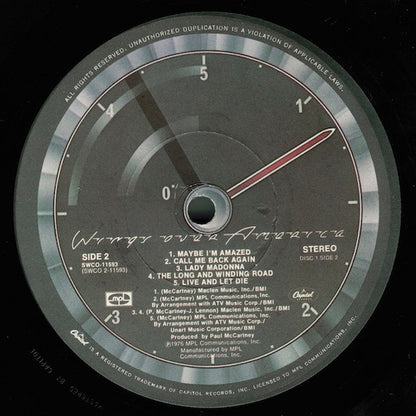 ALL RIGHTS RESERVED. UNAUTHORIZED DUPLICATION IS A VIOLATION OF APPLICABLE LAWS.
5
4
1
0
Wings Over America
SIDE 2
SWCO-11593
(SWCO 2-11593)
STEREO
DISC 1 SIDE 2
1. MAYBE I'M AMAZED
2. CALL ME BACK AGAIN
3. LADY MADONNA
4. THE LONG AND WINDING ROAD
5. LIVE AND LET DIE
1. (McCartney) Maclen Music, Inc./BMI
2. (McCartney) MPL Communications, Inc.
By Arrangement with ATV Music Corp./BMI
3. 4. (P. McCartney-J. Lennon) Maclen Music, Inc./BMI
5. (McCartney) MPL Communications, Inc.
By Arrangement with ATV Music Corp./
Unart Music Corporation/BMI
Produced by Paul McCartney
℗1976 MPL Communications, Inc.
Manufactured by MPL
Communications, Inc.
MPL
Capitol
3
2
Capitol
IS A REGISTERED TRADEMARK OF CAPITOL RECORDS, INC. LICENSED TO MPL COMMUNICATIONS, INC.